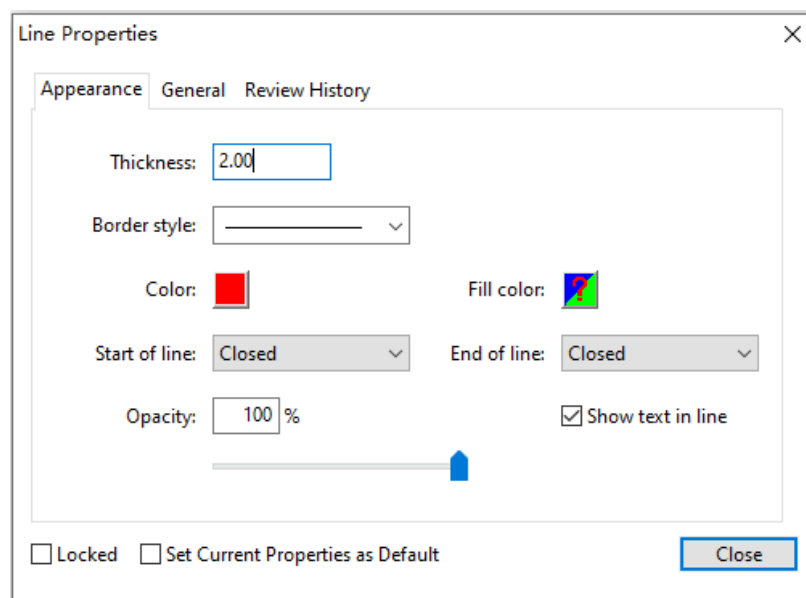 Line Properties
Appearance General Review History
Thickness: 2.00
Border style:
Color: Fill color: ?
Start of line: Closed End of line: Closed
Opacity: 100 % Show text in line
Locked Set Current Properties as Default Close